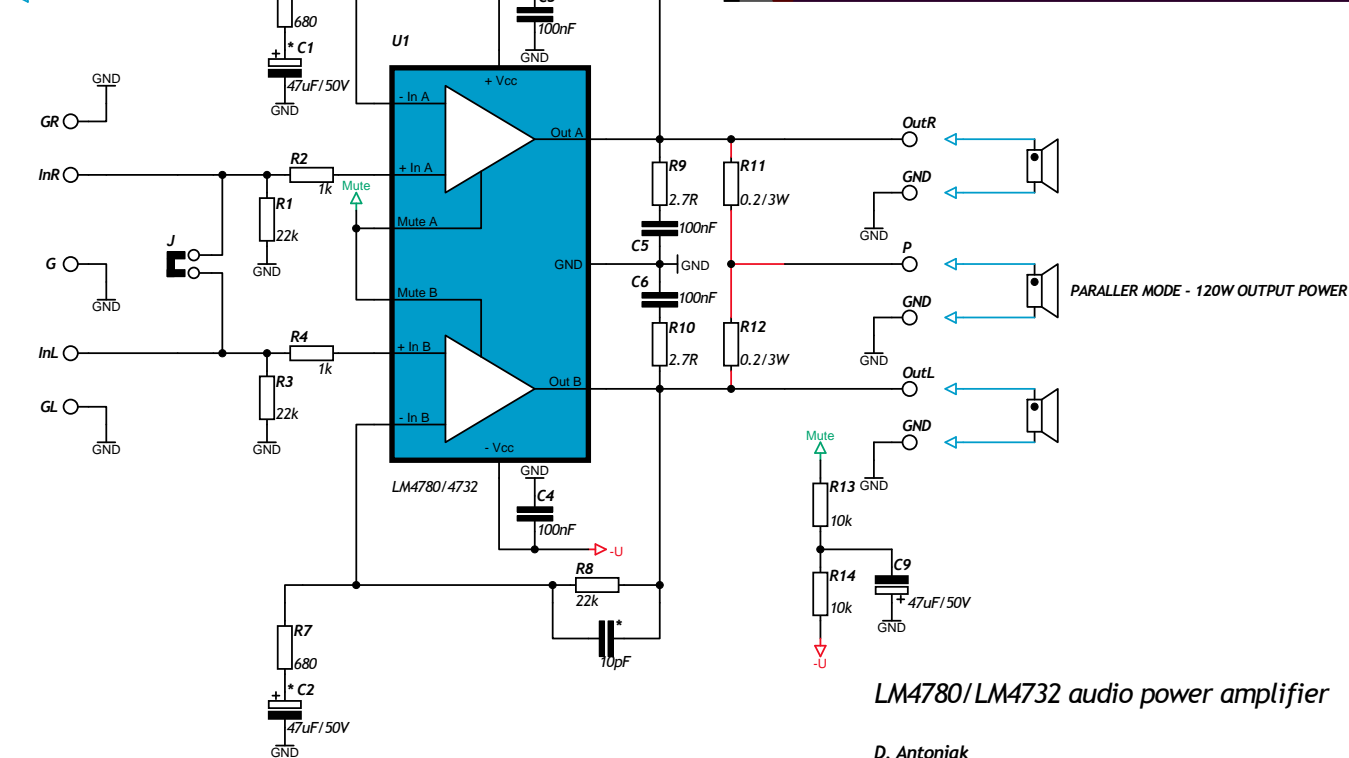 680
* C1
+
47uF/50V
GND
100nF
GND
U1
+ Vcc
- In A
Out A
+ In A
Mute A
GND
Mute B
+ In B
Out B
- In B
- Vcc
LM4780/4732
GND
GR
InR
R2
1k
Mute
R1
22k
GND
J
G
GND
InL
R4
1k
R3
22k
GND
GL
GND
R9
2.7R
100nF
C5
GND
C6
100nF
R10
2.7R
R11
0.2/3W
R12
0.2/3W
OutR
GND
GND
P
GND
GND
PARALLER MODE - 120W OUTPUT POWER
OutL
GND
GND
GND
C4
100nF
-U
R8
22k
*
10pF
R7
680
* C2
+
47uF/50V
GND
Mute
R13
10k
R14
10k
-U
C9
+
47uF/50V
GND
LM4780/LM4732 audio power amplifier
D. Antoniak